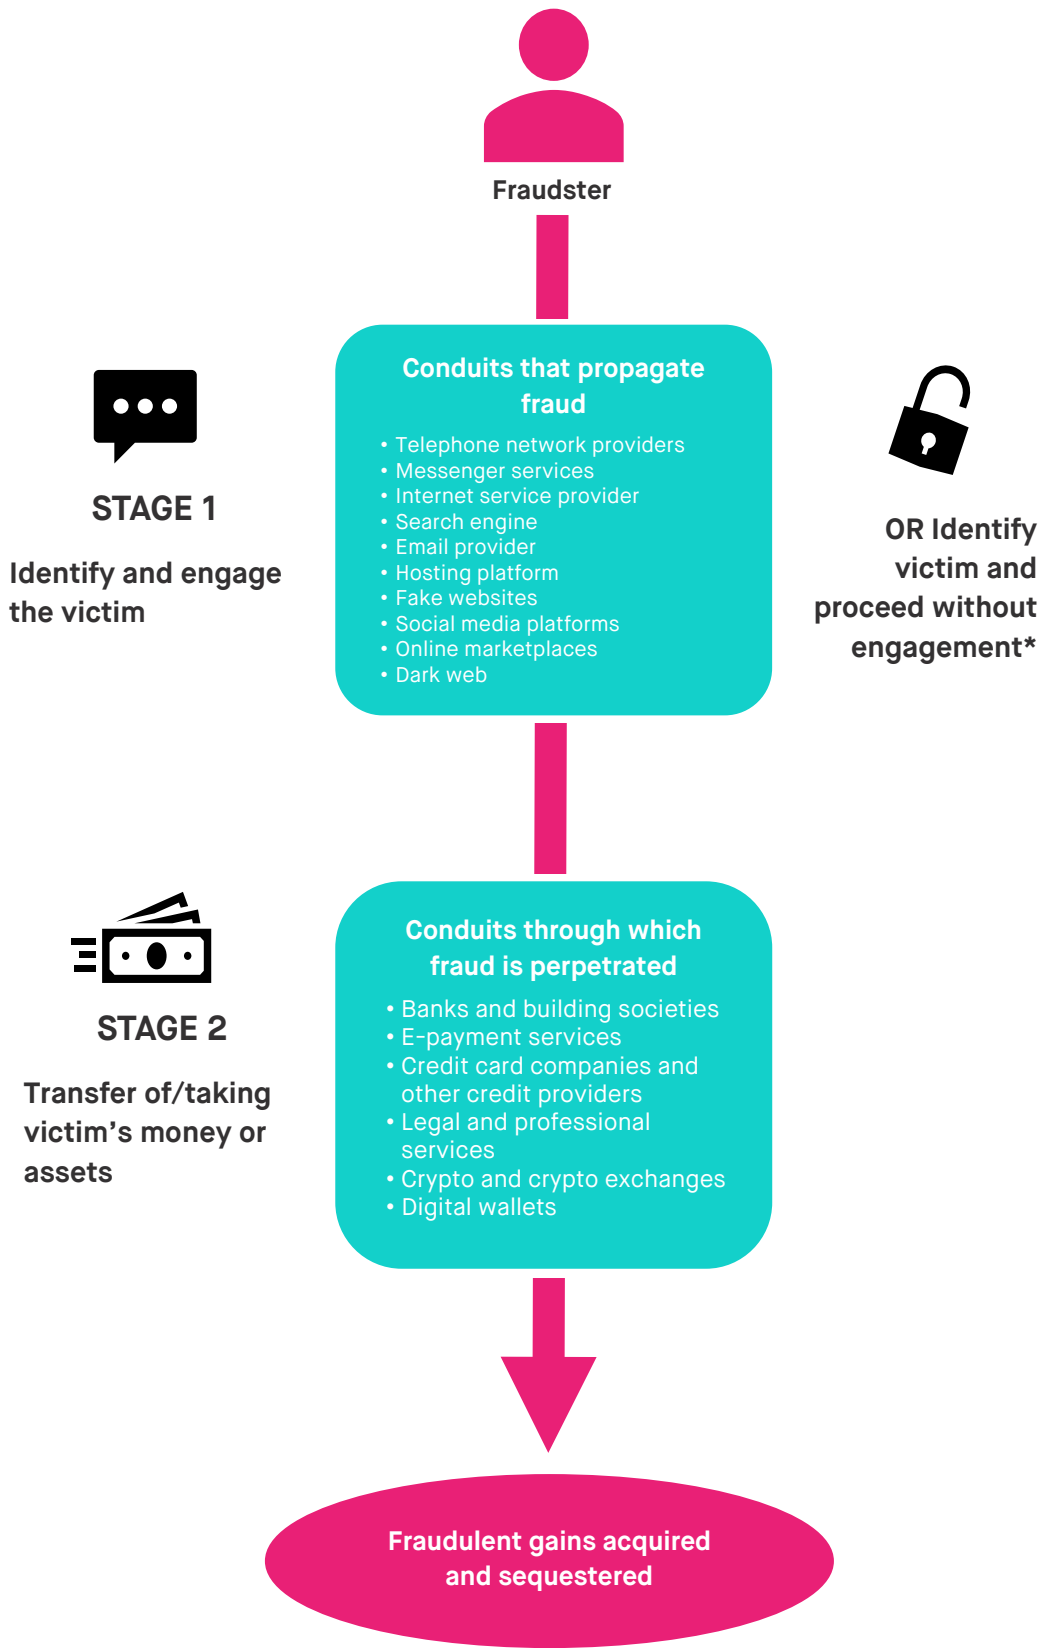 Fraudster
Conduits that propagate
fraud
• Telephone network providers
• Messenger services
• Internet service provider
• Search engine
• Email provider
• Hosting platform
• Fake websites
• Social media platforms
• Online marketplaces
• Dark web
STAGE 1
Identify and engage
the victim
OR Identify
victim and
proceed without
engagement*
Conduits through which
fraud is perpetrated
• Banks and building societies
• E-payment services
• Credit card companies and
other credit providers
• Legal and professional
services
• Crypto and crypto exchanges
• Digital wallets
STAGE 2
Transfer of/taking
victim’s money or
assets
Fraudulent gains acquired
and sequestered